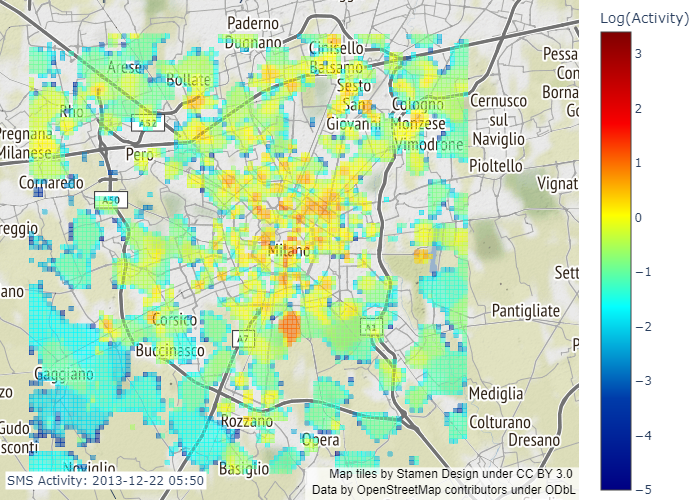 Log(Activity)
3
2
1
0
−1
−2
−3
−4
−5
Paderno
Dugnano
Cinisello
Balsamo
Arese
Bollate
Sesto
San
Giovanni
Cologno
Monzese
Vimodrone
Cernusco
sul
Naviglio
Pessa
Con
Borna
Go
Rho
A52
Pregnana
Milanese
Pero
Pioltello
Cornaredo
Vignat
A50
reggio
Milano
Sett
ano
Pantigliate
Corsico
A1
A7
Buccinasco
P
Gaggiano
zo
Mediglia
Gudo
sconti
Rozzano
Colturano
Dresano
Opera
Noviglio
Basiglio
SMS Activity: 2013-12-22 05:50
Map tiles by Stamen Design under CC BY 3.0
Data by OpenStreetMap contributors under ODbL